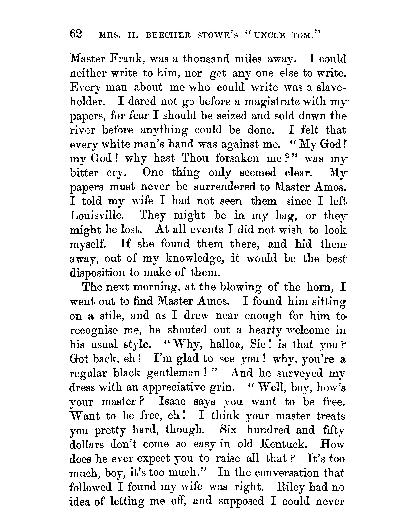 62 MRS. H. BEECHER STOWE'S "UNCLE TOM."
Master Frank, was a thousand miles away. I could
neither write to him, nor get any one else to write.
Every man about me who could write was a slave-
holder. I dared not go before a magistrate with my
papers, for fear I should be seized and sold down the
river before anything could be done. I felt that
every white man's hand was against me. "My God!
my God! why hast Thou forsaken me?" was my
bitter cry. One thing only seemed clear. My
papers must never be surrendered to Master Amos.
I told my wife I had not seen them since I left
Louisville. They might be in my bag, or they
might be lost. At all events I did not wish to look
myself. If she found them there, and hid them
away, out of my knowledge, it would be the best
disposition to make of them.
The next morning, at the blowing of the horn, I
went out to find Master Amos. I found him sitting
on a stile, and as I drew near enough for him to
recognise me, he shouted out a hearty welcome in
his usual style. "Why, halloa, Sie! is that you?
Got back, eh! I'm glad to see you! why, you're a
regular black gentleman!" And he surveyed my
dress with an appreciative grin. "Well, boy, how's
your master? Isaac says you want to be free.
Want to be free, eh! I think your master treats
you pretty hard, though. Six hundred and fifty
dollars don't come so easy in old Kentuck. How
does he ever expect you to raise all that? It's too
much, boy, it's too much." In the conversation that
followed I found my wife was right. Riley had no
idea of letting me off, and supposed I could never